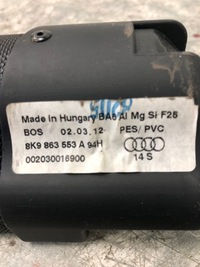 Made In Hungary BAs Al Mg Si F25
BOS 02.03.12 PES/ PVC
8K9 863 553 A 94H
002030016900
14 S